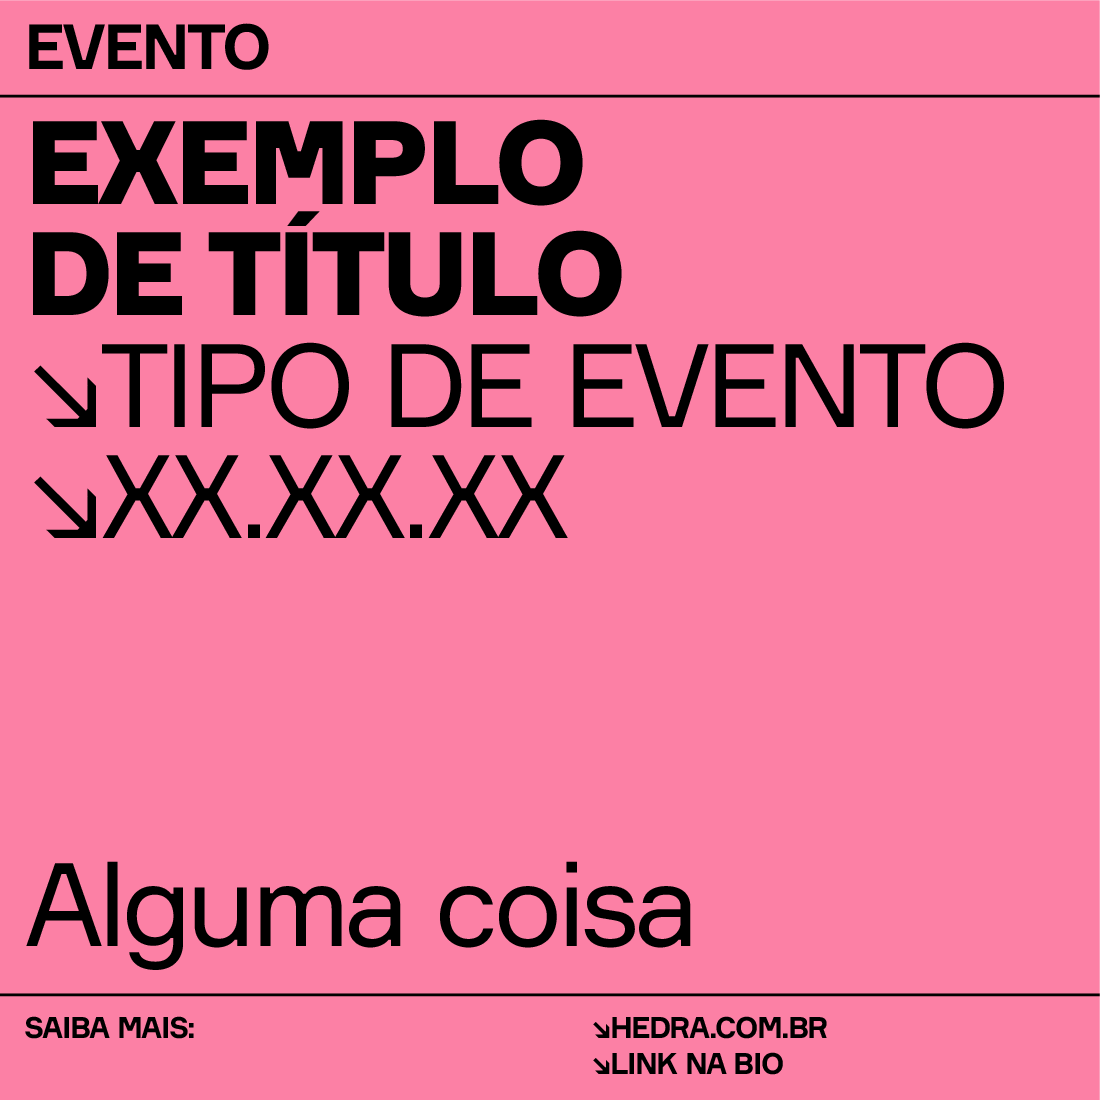 EVENTO
EXEMPLO
DE TÍTULO
↘TIPO DE EVENTO
↘XX.XX.XX
Alguma coisa
SAIBA MAIS:
↘HEDRA.COM.BR
↘LINK NA BIO